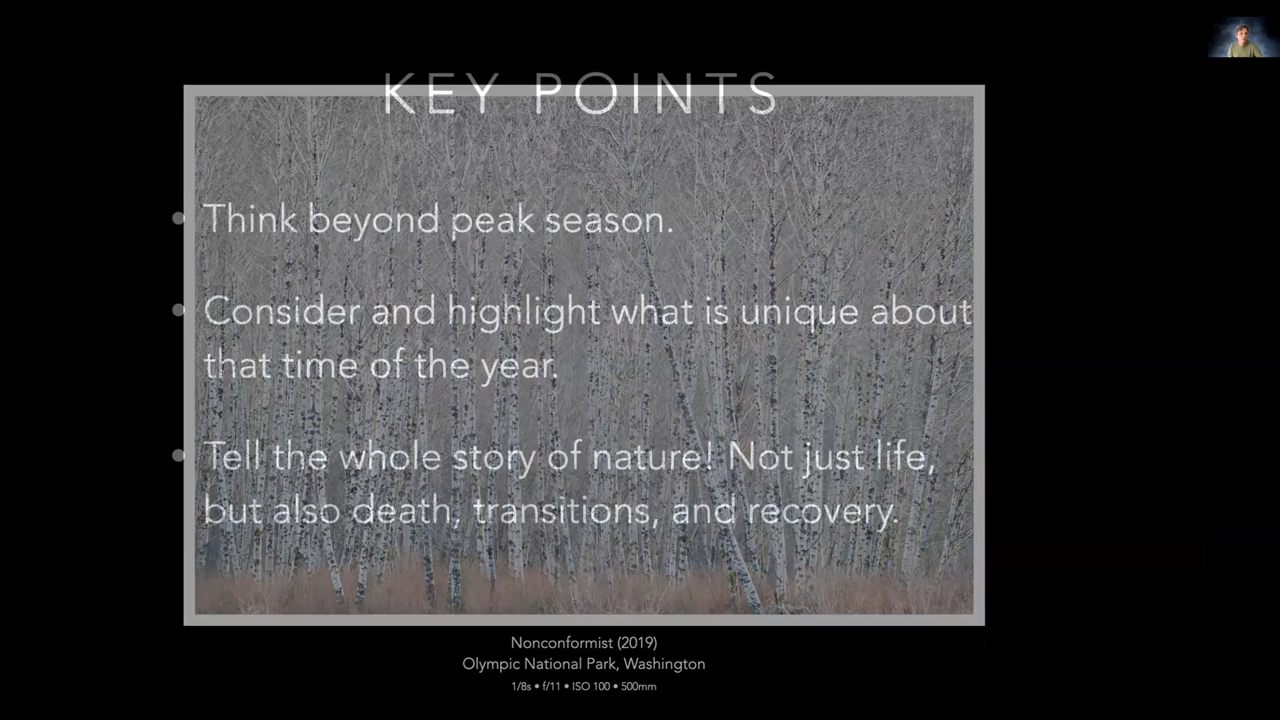 KEY POINTS
• Think beyond peak season.
• Consider and highlight what is unique about
that time of the year.
• Tell the whole story of nature! Not just life,
but also death, transitions, and recovery.
Nonconformist (2019)
Olympic National Park, Washington
1/8s • f/11 • ISO 100 • 500mm